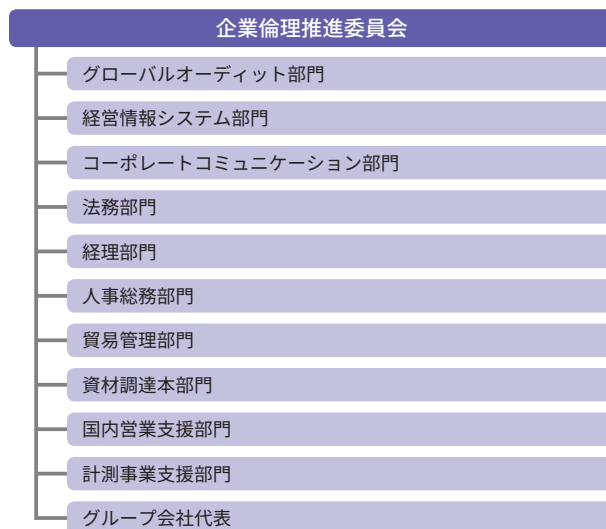 企業倫理推進委員会
グローバルオーディット部門
経営情報システム部門
コーポレートコミュニケーション部門
法務部門
経理部門
人事総務部門
貿易管理部門
資材調達本部門
国内営業支援部門
計測事業支援部門
グループ会社代表